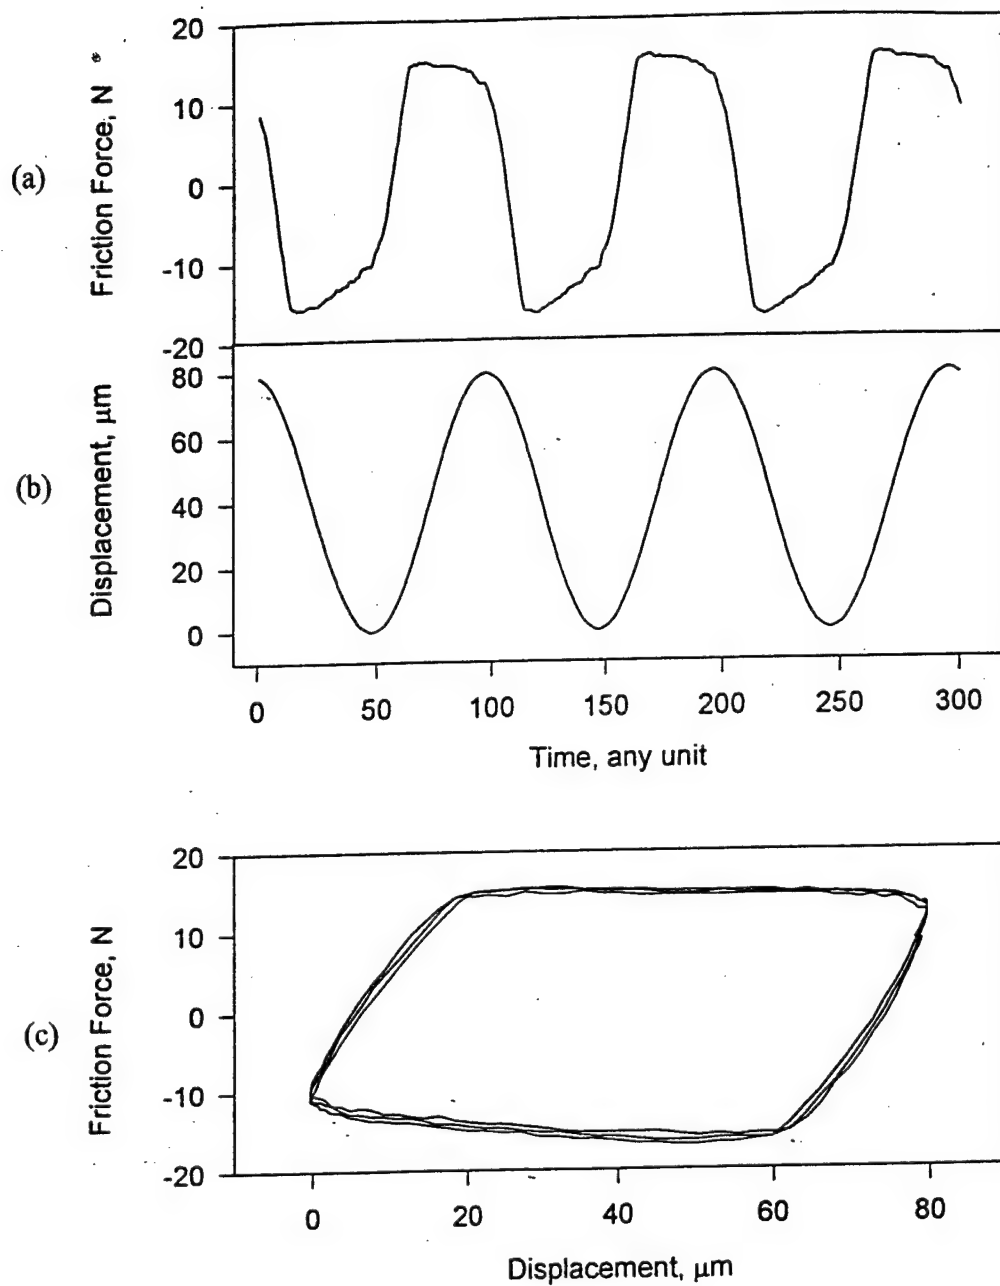 (a)
Friction Force, N
20
10
0
-10
-20
(b)
Displacement, μm
80
60
40
20
0
0 50 100 150 200 250 300
Time, any unit
(c)
Friction Force, N
20
10
0
-10
-20
0 20 40 60 80
Displacement, μm